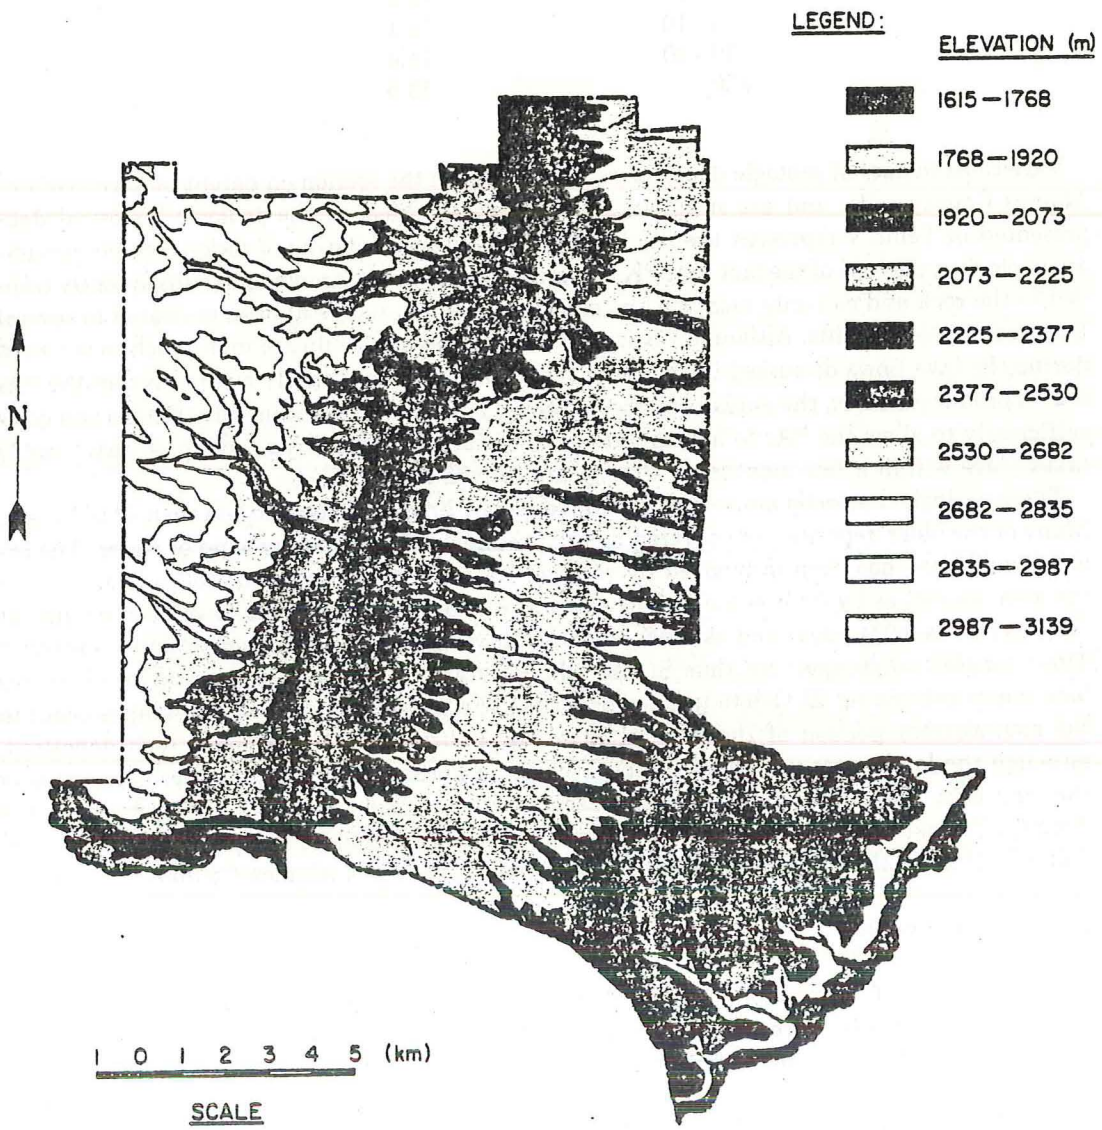 LEGEND:
ELEVATION (m)
1615–1768
1768–1920
1920–2073
2073–2225
2225–2377
2377–2530
2530–2682
2682–2835
2835–2987
2987–3139
N
1 0 1 2 3 4 5 (km)
SCALE